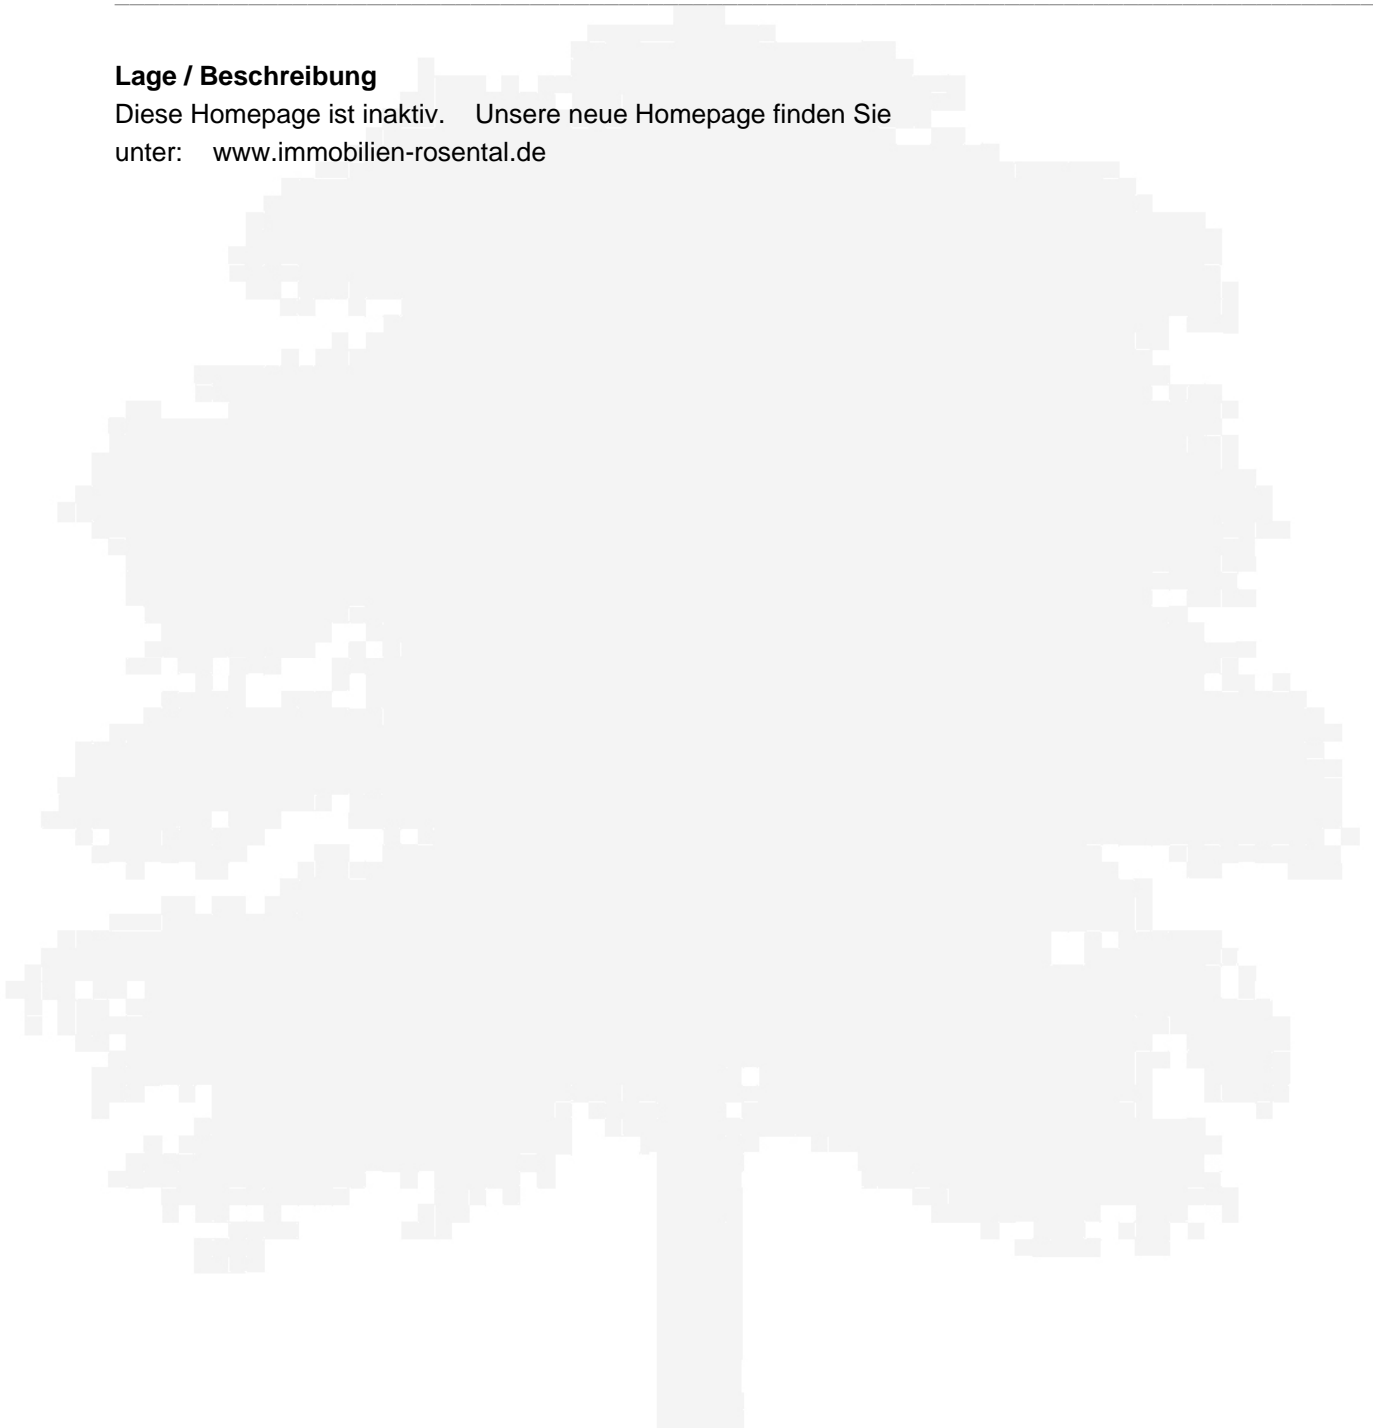 Lage / Beschreibung
Diese Homepage ist inaktiv. Unsere neue Homepage finden Sie
unter: www.immobilien-rosental.de